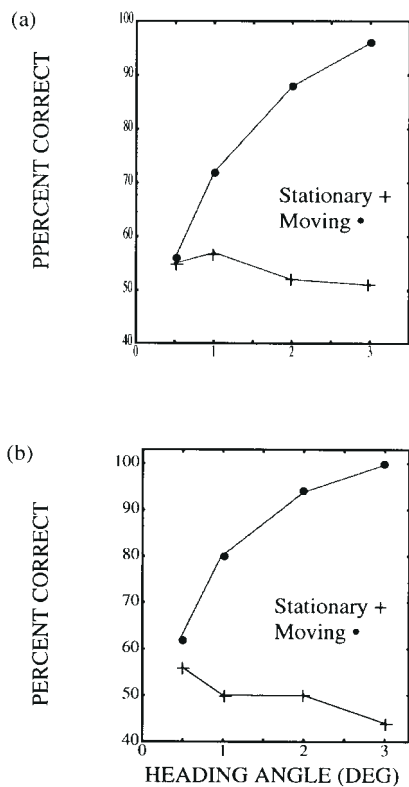 (a)
PPERCENT CORRECT
100
90
80
70
60
50
40
0
1
2
3
Stationary +
Moving •
(b)
PERCENT CORRECT
100
90
80
70
60
50
40
0
1
2
3
Stationary +
Moving •
HEADING ANGLE (DEG)